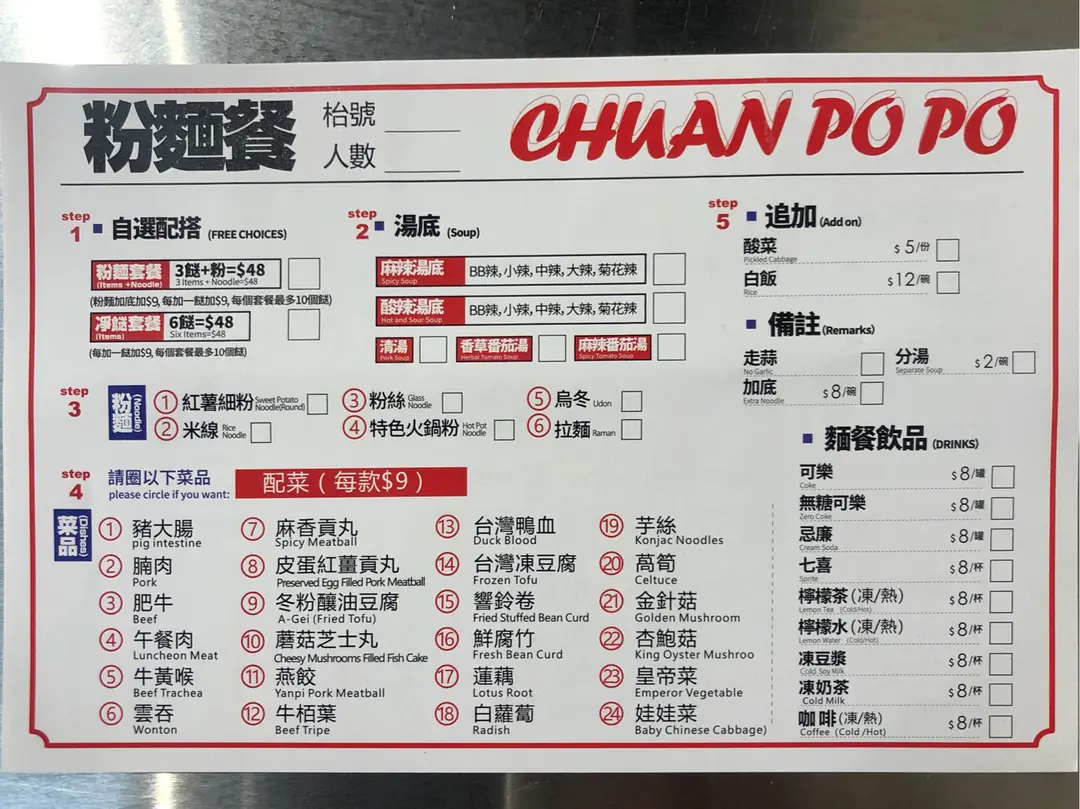 粉麵餐
枱號
人數
CHUAN PO PO
step 1 自選配搭 (FREE CHOICES)
粉麵套餐 3餸+粉=$48
(Items +Noodle) 3 Items + Noodle=$48
(粉麵加底加$9, 每加一餸加$9, 每個套餐最多10個餸)
凈餸套餐 6餸=$48
(Items) Six Items=$48
(每加一餸加$9, 每個套餐最多10個餸)
step 2 湯底 (Soup)
麻辣湯底 BB辣, 小辣, 中辣, 大辣, 菊花辣
Spicy Soup
酸辣湯底 BB辣, 小辣, 中辣, 大辣, 菊花辣
Hot and Sour Soup
清湯 香草番茄湯 麻辣番茄湯
Pork Soup Herbal Tomato Soup Spicy Tomato Soup
step 3 粉麵 (Noodle)
① 紅薯細粉 Sweet Potato Noodle(Round)
② 米線 Rice Noodle
③ 粉絲 Glass Noodle
④ 特色火鍋粉 Hot Pot Noodle
⑤ 烏冬 Udon
⑥ 拉麵 Raman
step 4 請圈以下菜品
please circle if you want:
配菜 ( 每款$9 )
菜品 (Dishes)
① 豬大腸
pig intestine
② 腩肉
Pork
③ 肥牛
Beef
④ 午餐肉
Luncheon Meat
⑤ 牛黃喉
Beef Trachea
⑥ 雲吞
Wonton
⑦ 麻香貢丸
Spicy Meatball
⑧ 皮蛋紅薑貢丸
Preserved Egg Filled Pork Meatball
⑨ 冬粉釀油豆腐
A-Gei (Fried Tofu)
⑩ 蘑菇芝士丸
Cheesy Mushrooms Filled Fish Cake
⑪ 燕餃
Yanpi Pork Meatball
⑫ 牛栢葉
Beef Tripe
⑬ 台灣鴨血
Duck Blood
⑭ 台灣凍豆腐
Frozen Tofu
⑮ 響鈴卷
Fried Stuffed Bean Curd
⑯ 鮮腐竹
Fresh Bean Curd
⑰ 蓮藕
Lotus Root
⑱ 白蘿蔔
Radish
⑲ 芋絲
Konjac Noodles
⑳ 萵筍
Celtuce
㉑ 金針菇
Golden Mushroom
㉒ 杏鮑菇
King Oyster Mushroo
㉓ 皇帝菜
Emperor Vegetable
㉔ 娃娃菜
Baby Chinese Cabbage)
step 5 追加 (Add on)
酸菜 $ 5/份
Pickled Cabbage
白飯 $12/碗
Rice
備註 (Remarks)
走蒜
No Garlic
分湯 $2/碗
Separate Soup
加底 $8/碗
Extra Noodle
麵餐飲品 (DRINKS)
可樂 $8/罐
Coke
無糖可樂 $8/罐
Zero Coke
忌廉 $8/罐
Cream Soda
七喜 $8/杯
Sprite
檸檬茶 (凍/熱) $8/杯
Lemon Tea (Cold/Hot)
檸檬水 (凍/熱) $8/杯
Lemon Water (Cold/Hot)
凍豆漿 $8/杯
Cold Soy Milk
凍奶茶 $8/杯
Cold Milk
咖啡 (凍/熱) $8/杯
Coffee (Cold /Hot)